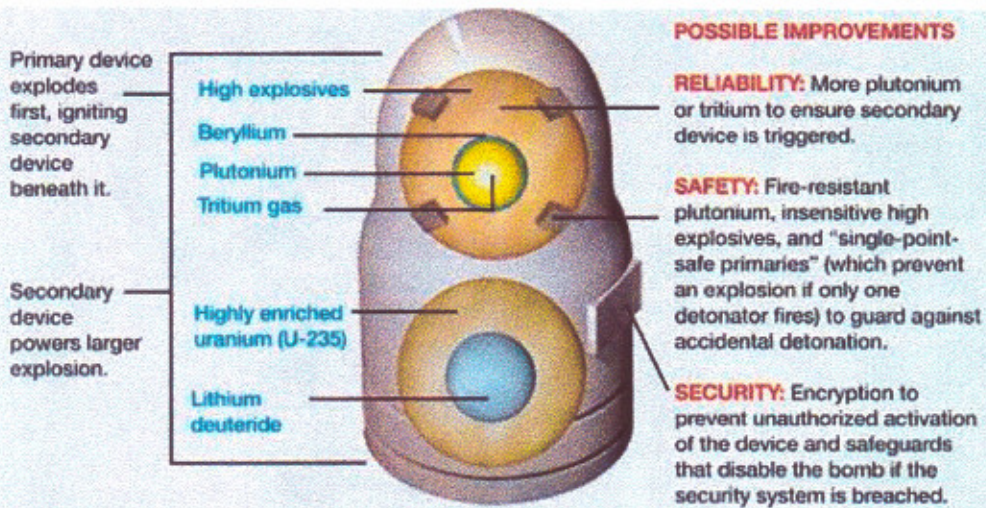 Primary device
explodes
first, igniting
secondary
device
beneath it.
Secondary
device
powers larger
explosion.
High explosives
Beryllium
Plutonium
Tritium gas
Highly enriched
uranium (U-235)
Lithium
deuteride
POSSIBLE IMPROVEMENTS
RELIABILITY: More plutonium
or tritium to ensure secondary
device is triggered.
SAFETY: Fire-resistant
plutonium, insensitive high
explosives, and “single-point-
safe primaries” (which prevent
an explosion if only one
detonator fires) to guard against
accidental detonation.
SECURITY: Encryption to
prevent unauthorized activation
of the device and safeguards
that disable the bomb if the
security system is breached.